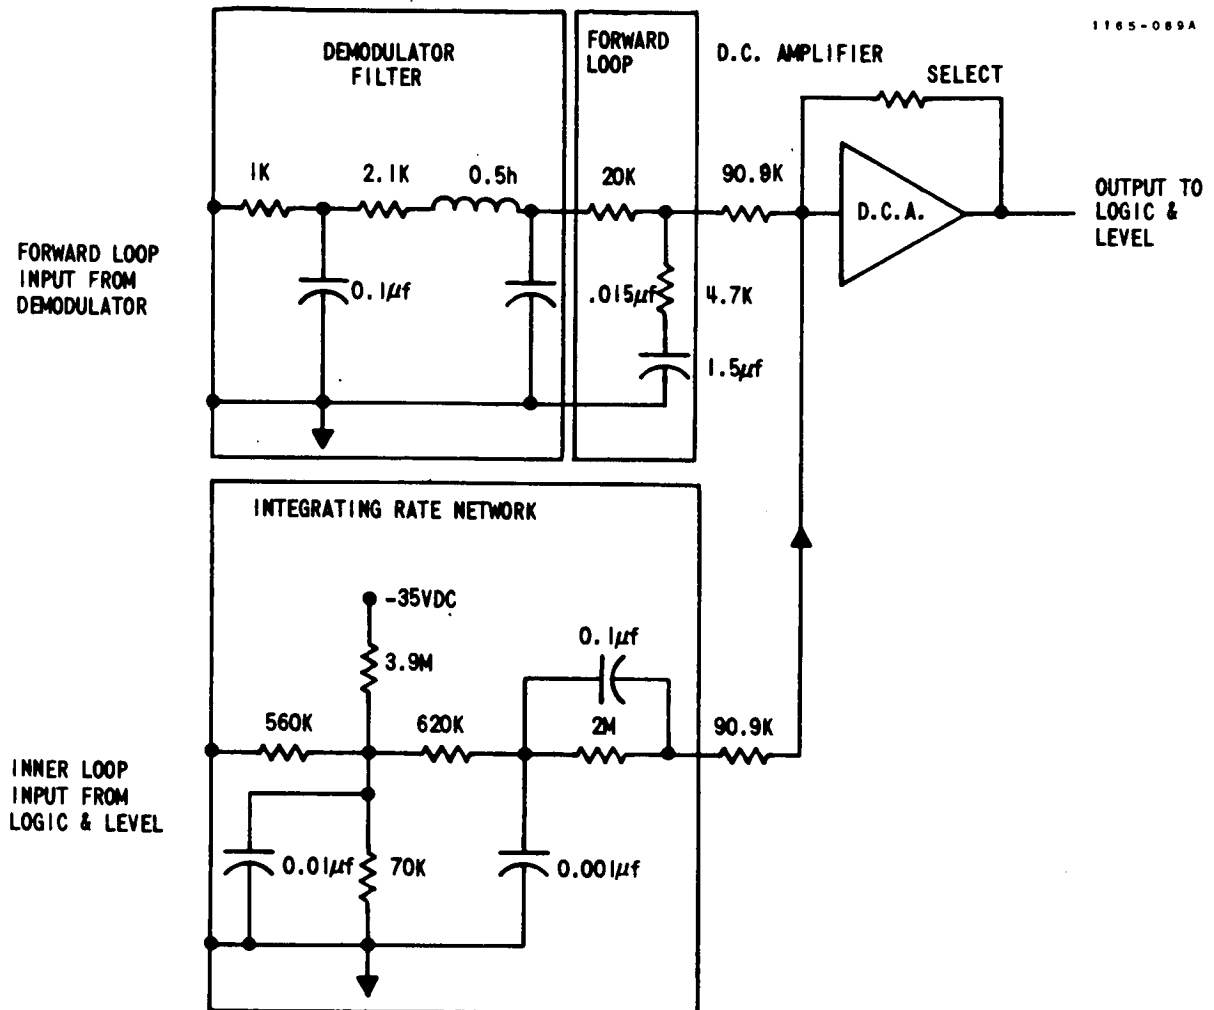 1165-069A
DEMODULATOR
FILTER
FORWARD
LOOP
D.C. AMPLIFIER
SELECT
1K
2.1K
0.5h
20K
90.9K
D.C.A.
OUTPUT TO
LOGIC &
LEVEL
FORWARD LOOP
INPUT FROM
DEMODULATOR
0.1µf
.015µf
4.7K
1.5µf
INTEGRATING RATE NETWORK
-35VDC
3.9M
0.1µf
560K
620K
2M
90.9K
INNER LOOP
INPUT FROM
LOGIC & LEVEL
0.01µf
70K
0.001µf